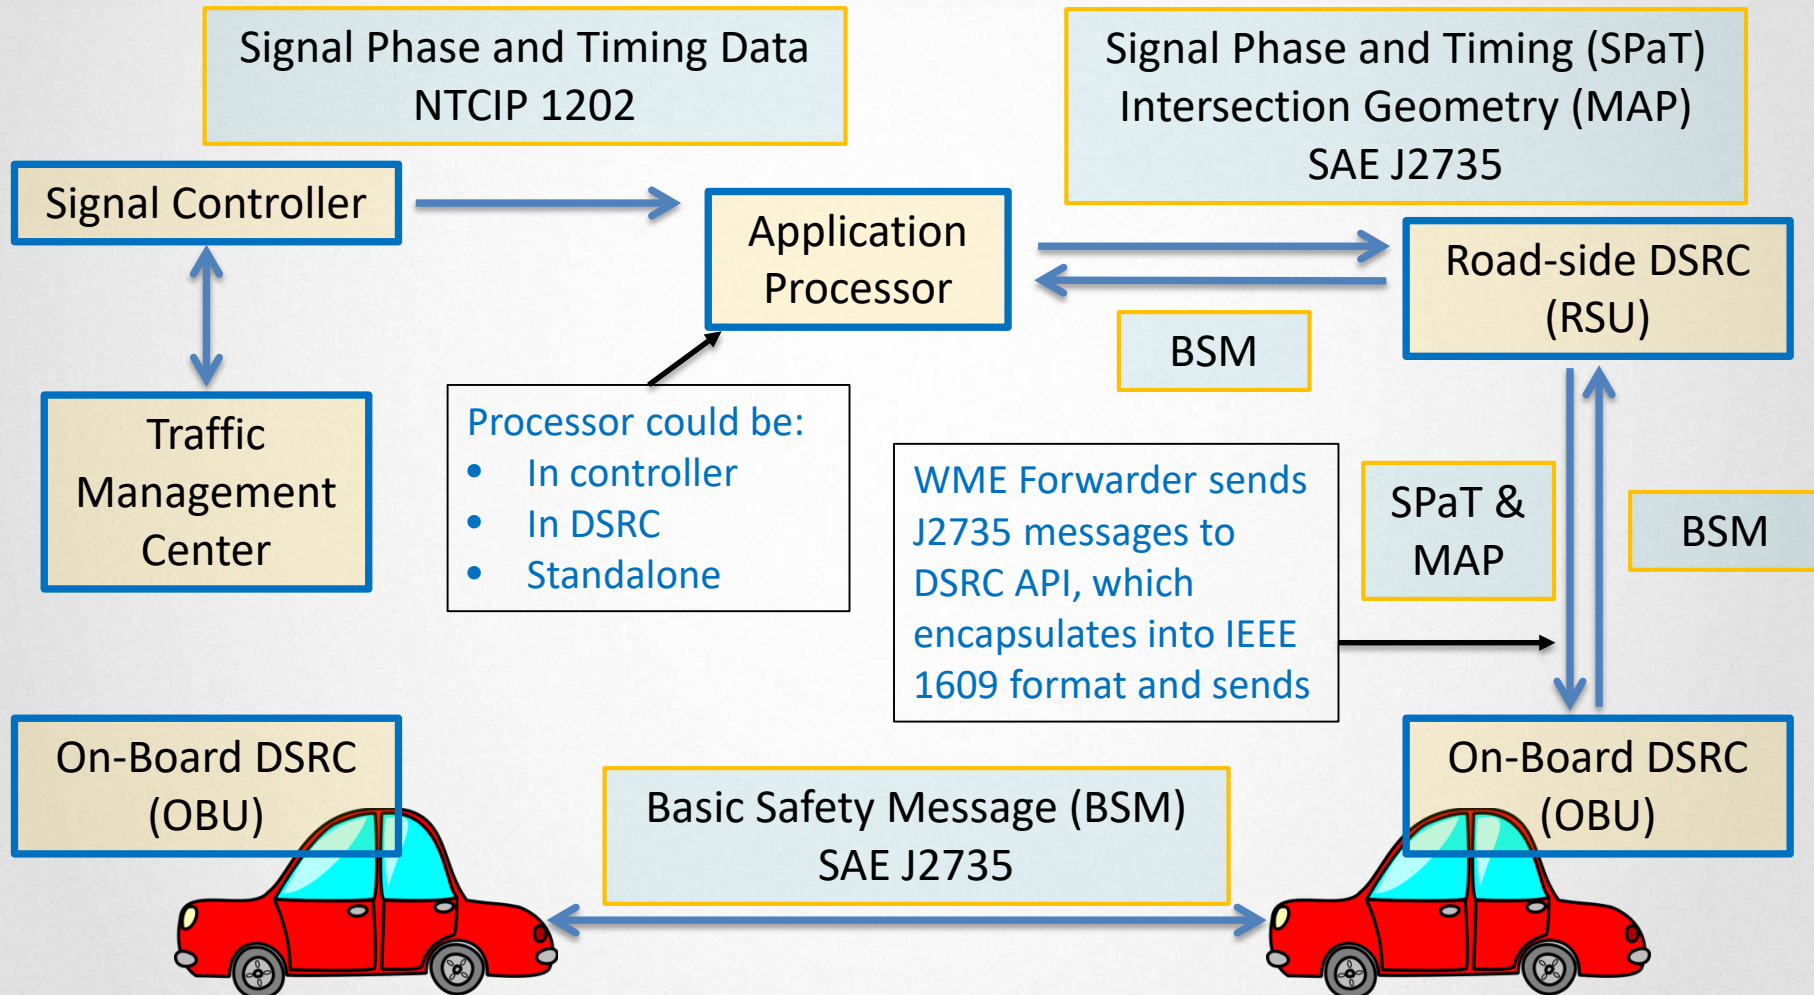 Signal Phase and Timing Data
NTCIP 1202
Signal Phase and Timing (SPaT)
Intersection Geometry (MAP)
SAE J2735
Signal Controller
Application
Processor
Road-side DSRC
(RSU)
BSM
Traffic
Management
Center
Processor could be:
• In controller
• In DSRC
• Standalone
WME Forwarder sends
J2735 messages to
DSRC API, which
encapsulates into IEEE
1609 format and sends
SPaT &
MAP
BSM
On-Board DSRC
(OBU)
Basic Safety Message (BSM)
SAE J2735
On-Board DSRC
(OBU)